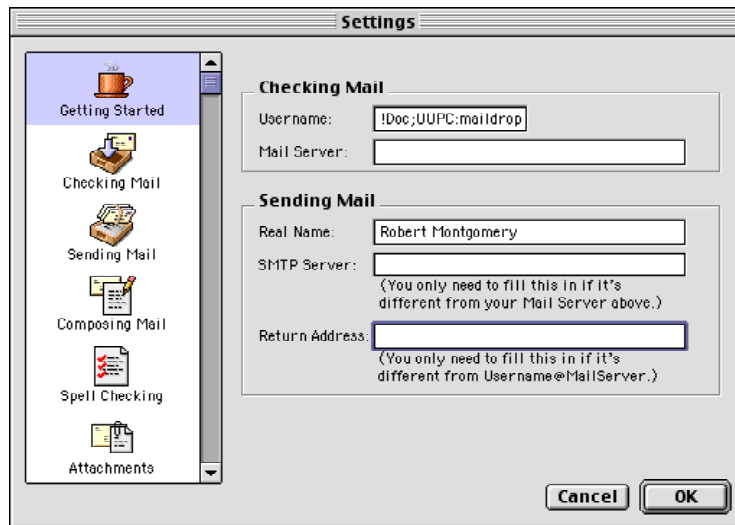 Settings
Getting Started
Checking Mail
Sending Mail
Composing Mail
Spell Checking
Attachments
Checking Mail
Username: !Doc;UUPC:maildrop
Mail Server:
Sending Mail
Real Name: Robert Montgomery
SMTP Server:
(You only need to fill this in if it's
different from your Mail Server above.)
Return Address:
(You only need to fill this in if it's
different from Username@MailServer.)
Cancel OK